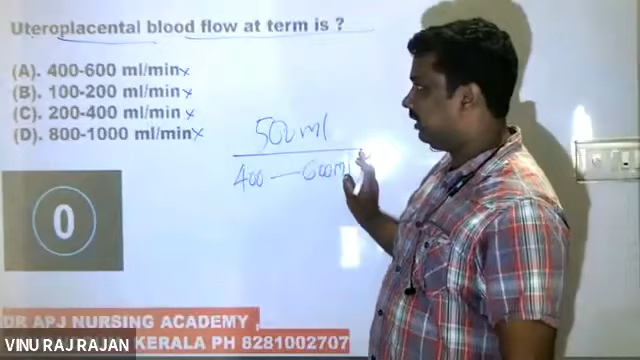 Uteroplacental blood flow at term is ?
(A). 400-600 ml/min x
(B). 100-200 ml/min x
(C). 200-400 ml/min x
(D). 800-1000 ml/min x
500ml
400 — 600ml
0
DR APJ NURSING ACADEMY ,
KERALA PH 8281002707
VINU RAJ RAJAN